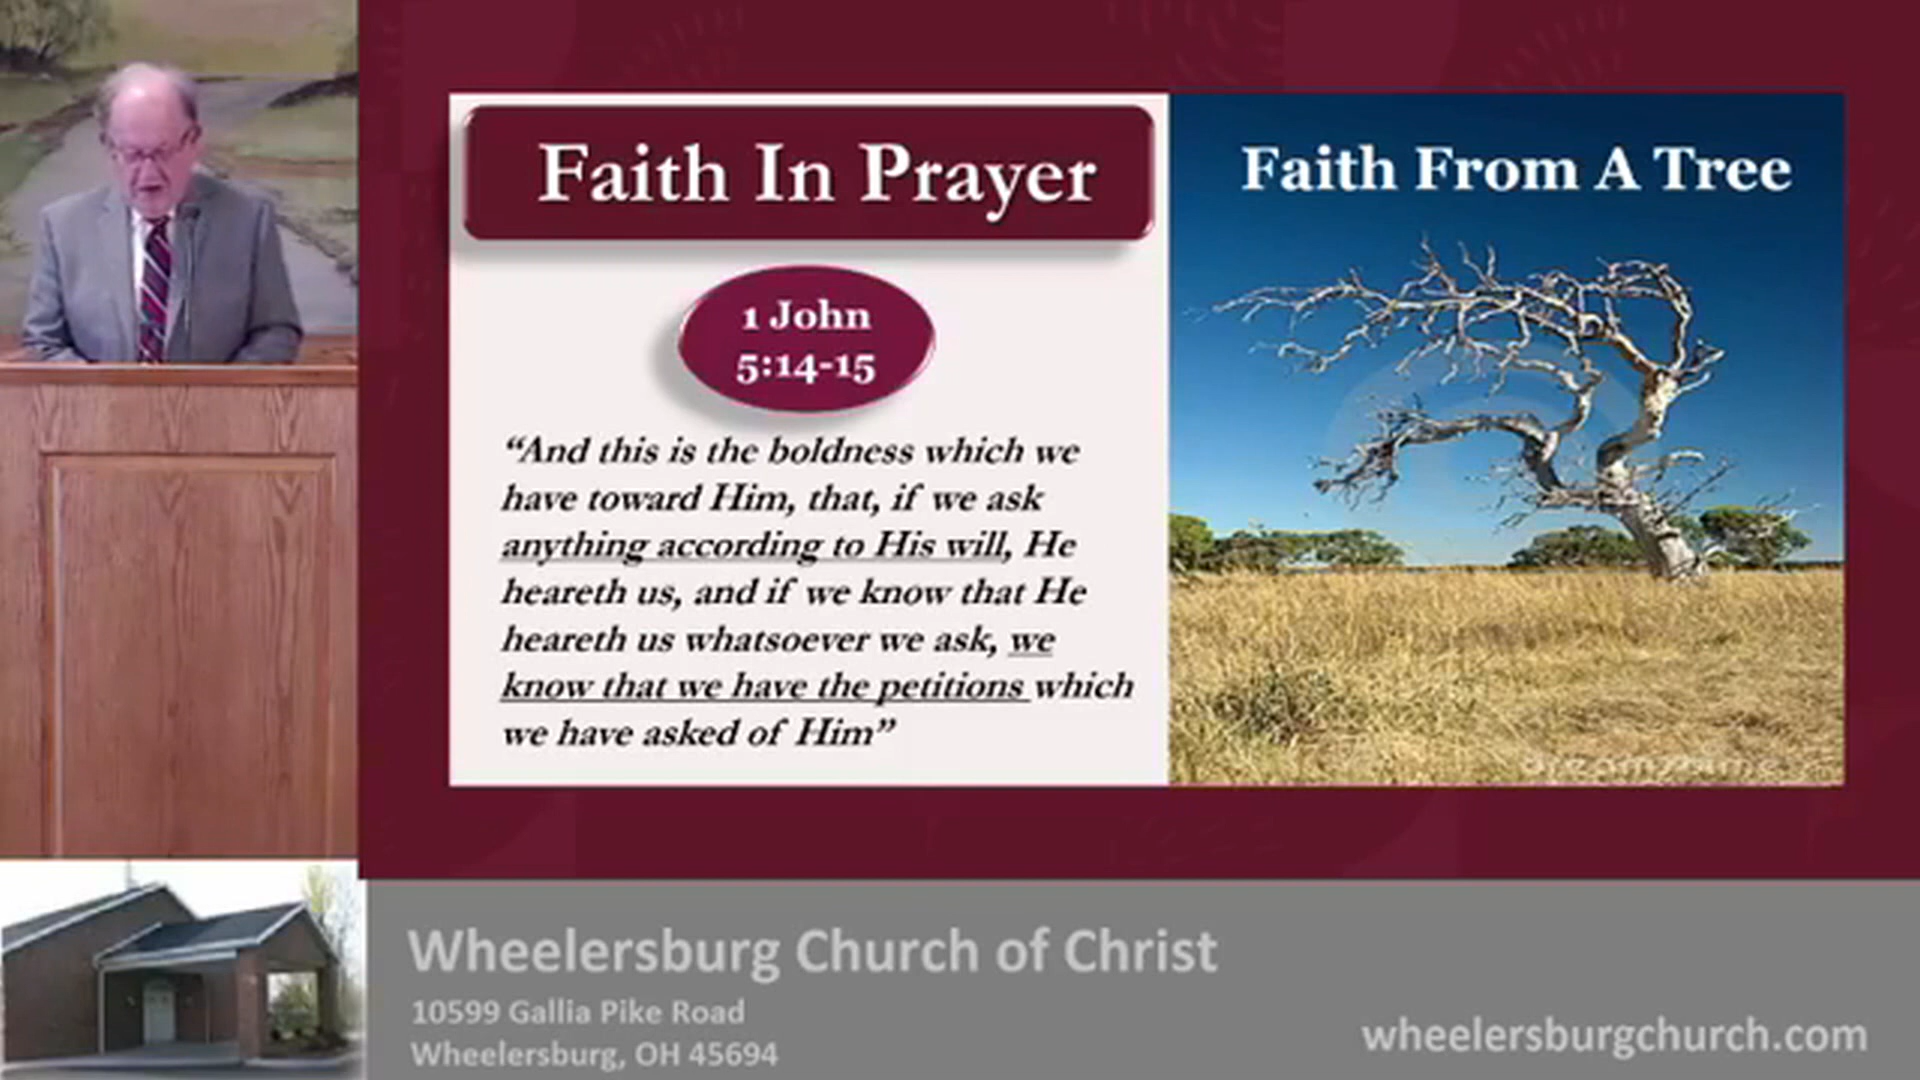 Faith In Prayer
1 John
5:14-15
“And this is the boldness which we
have toward Him, that, if we ask
anything according to His will, He
heareth us, and if we know that He
heareth us whatsoever we ask, we
know that we have the petitions which
we have asked of Him”
Faith From A Tree
dreamstime
Wheelersburg Church of Christ
10599 Gallia Pike Road
Wheelersburg, OH 45694
wheelersburgchurch.com